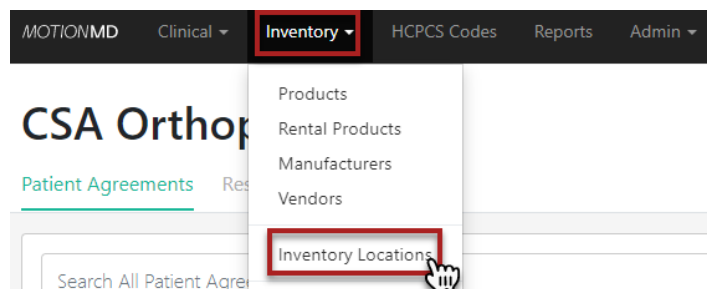 MOTIONMD Clinical Inventory HCPCS Codes Reports Admin
Products
CSA Orthop
Rental Products
Manufacturers
Patient Agreements Res
Vendors
Inventory Locations
Search All Patient Agre